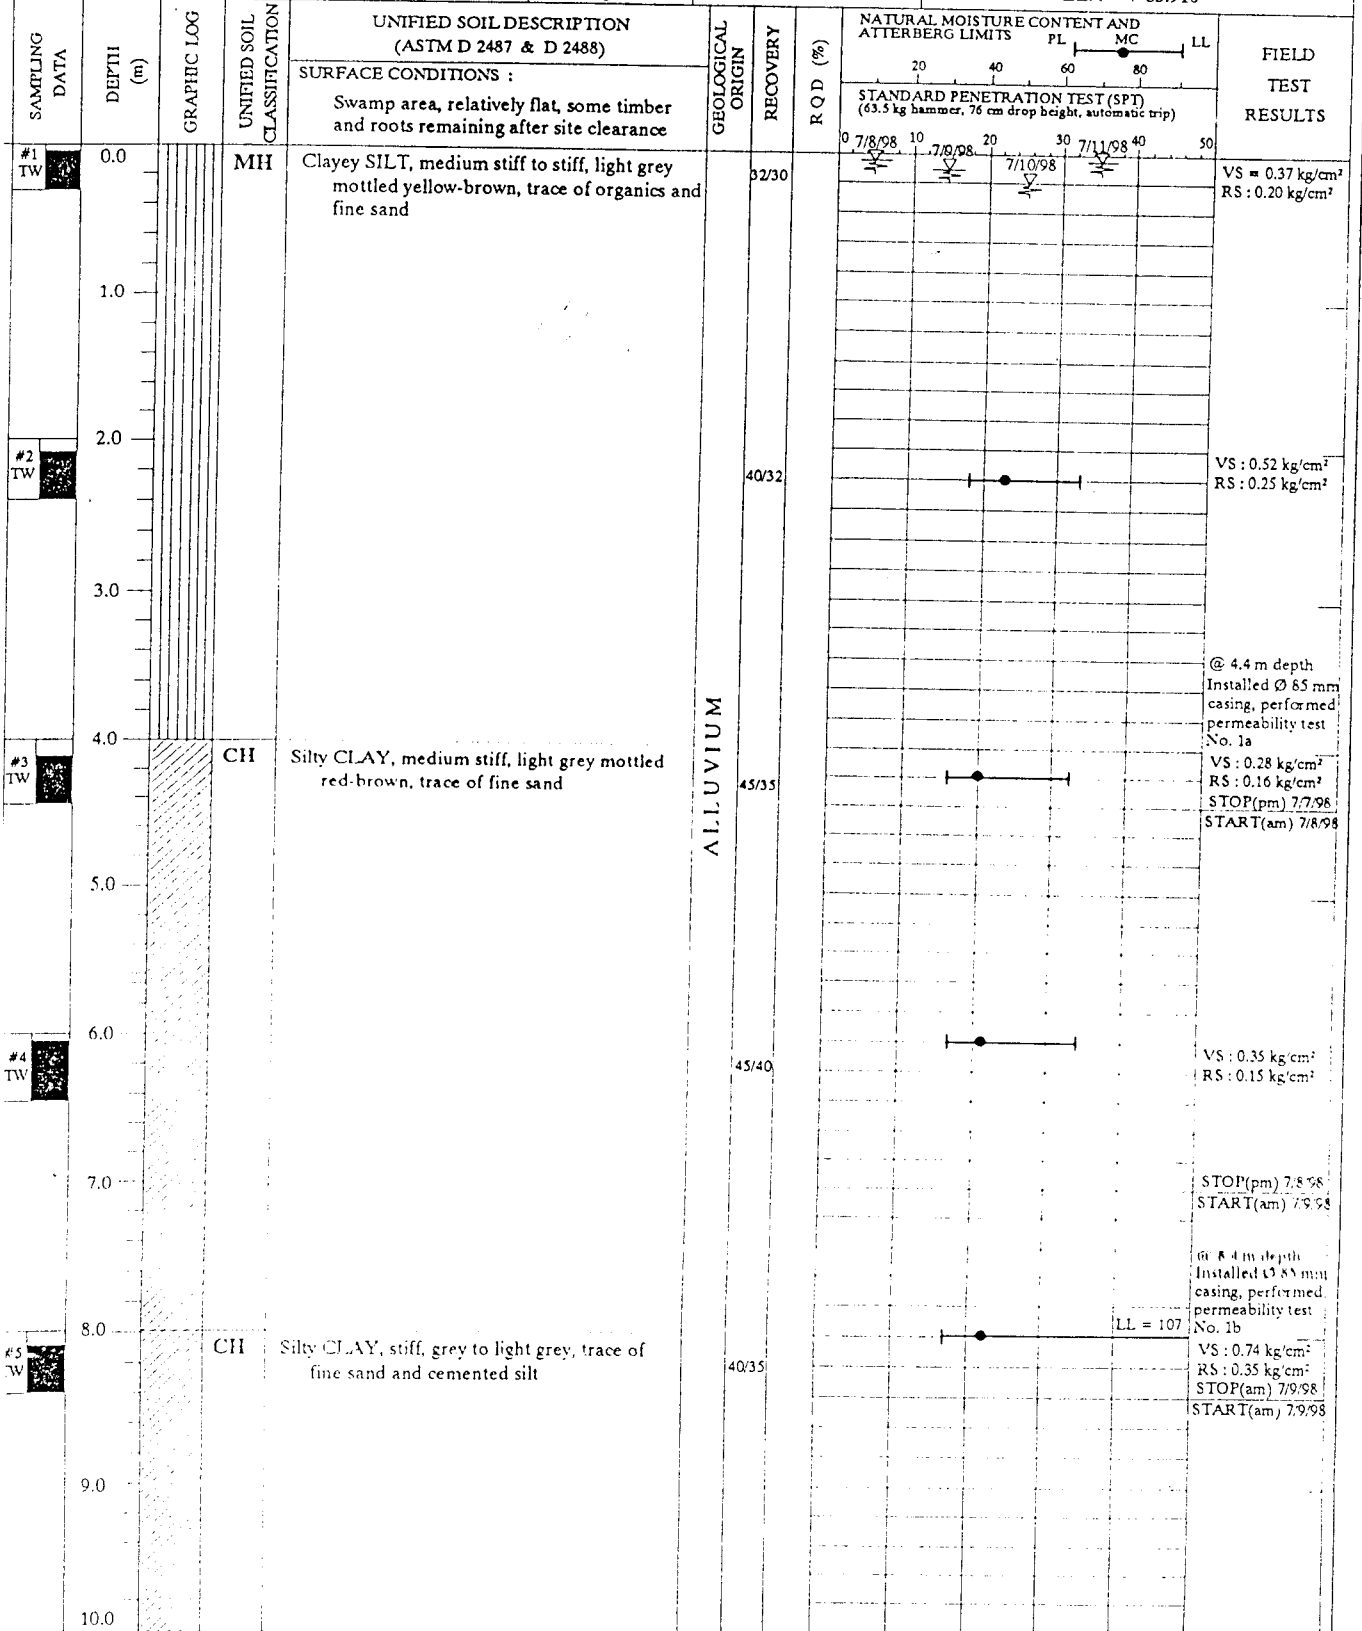 SAMPLING DATA
DEPTH (m)
GRAPHIC LOG
UNIFIED SOIL CLASSIFICATION
UNIFIED SOIL DESCRIPTION
(ASTM D 2487 & D 2488)
SURFACE CONDITIONS :
Swamp area, relatively flat, some timber
and roots remaining after site clearance
GEOLOGICAL ORIGIN
RECOVERY
RQD (%)
NATURAL MOISTURE CONTENT AND
ATTERBERG LIMITS PL MC LL
20 40 60 80
STANDARD PENETRATION TEST (SPT)
(63.5 kg hammer, 76 cm drop height, automatic trip)
0 10 20 30 40 50
FIELD
TEST
RESULTS
7/8/98 7/9/98 7/10/98 7/11/98
#1
TW
0.0
MH
Clayey SILT, medium stiff to stiff, light grey
mottled yellow-brown, trace of organics and
fine sand
32/30
VS = 0.37 kg/cm²
RS : 0.20 kg/cm²
1.0
2.0
#2
TW
40/32
VS : 0.52 kg/cm²
RS : 0.25 kg/cm²
3.0
@ 4.4 m depth
Installed Ø 85 mm
casing, performed
permeability test
No. 1a
4.0
#3
TW
CH
Silty CLAY, medium stiff, light grey mottled
red-brown, trace of fine sand
ALLUVIUM
45/35
VS : 0.28 kg/cm²
RS : 0.16 kg/cm²
STOP(pm) 7/7/98
START(am) 7/8/98
5.0
6.0
#4
TW
45/40
VS : 0.35 kg/cm²
RS : 0.15 kg/cm²
7.0
STOP(pm) 7/8/98
START(am) 7/9/98
@ 8.4 m depth
Installed Ø 85 mm
casing, performed
permeability test
No. 1b
8.0
LL = 107
#5
TW
CH
Silty CLAY, stiff, grey to light grey, trace of
fine sand and cemented silt
40/35
VS : 0.74 kg/cm²
RS : 0.35 kg/cm²
STOP(am) 7/9/98
START(am) 7/9/98
9.0
10.0